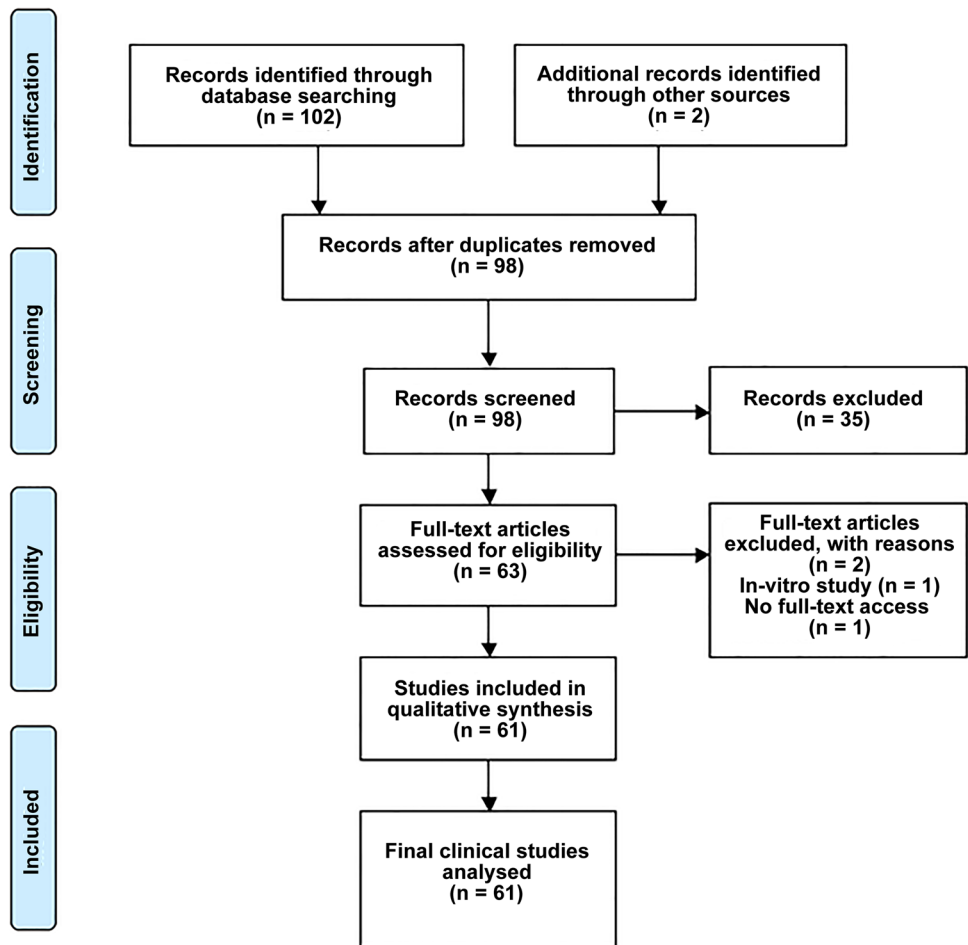 Identification
Records identified through
database searching
(n = 102)
Additional records identified
through other sources
(n = 2)
Records after duplicates removed
(n = 98)
Screening
Records screened
(n = 98)
Records excluded
(n = 35)
Eligibility
Full-text articles
assessed for eligibility
(n = 63)
Full-text articles
excluded, with reasons
(n = 2)
In-vitro study (n = 1)
No full-text access
(n = 1)
Studies included in
qualitative synthesis
(n = 61)
Included
Final clinical studies
analysed
(n = 61)